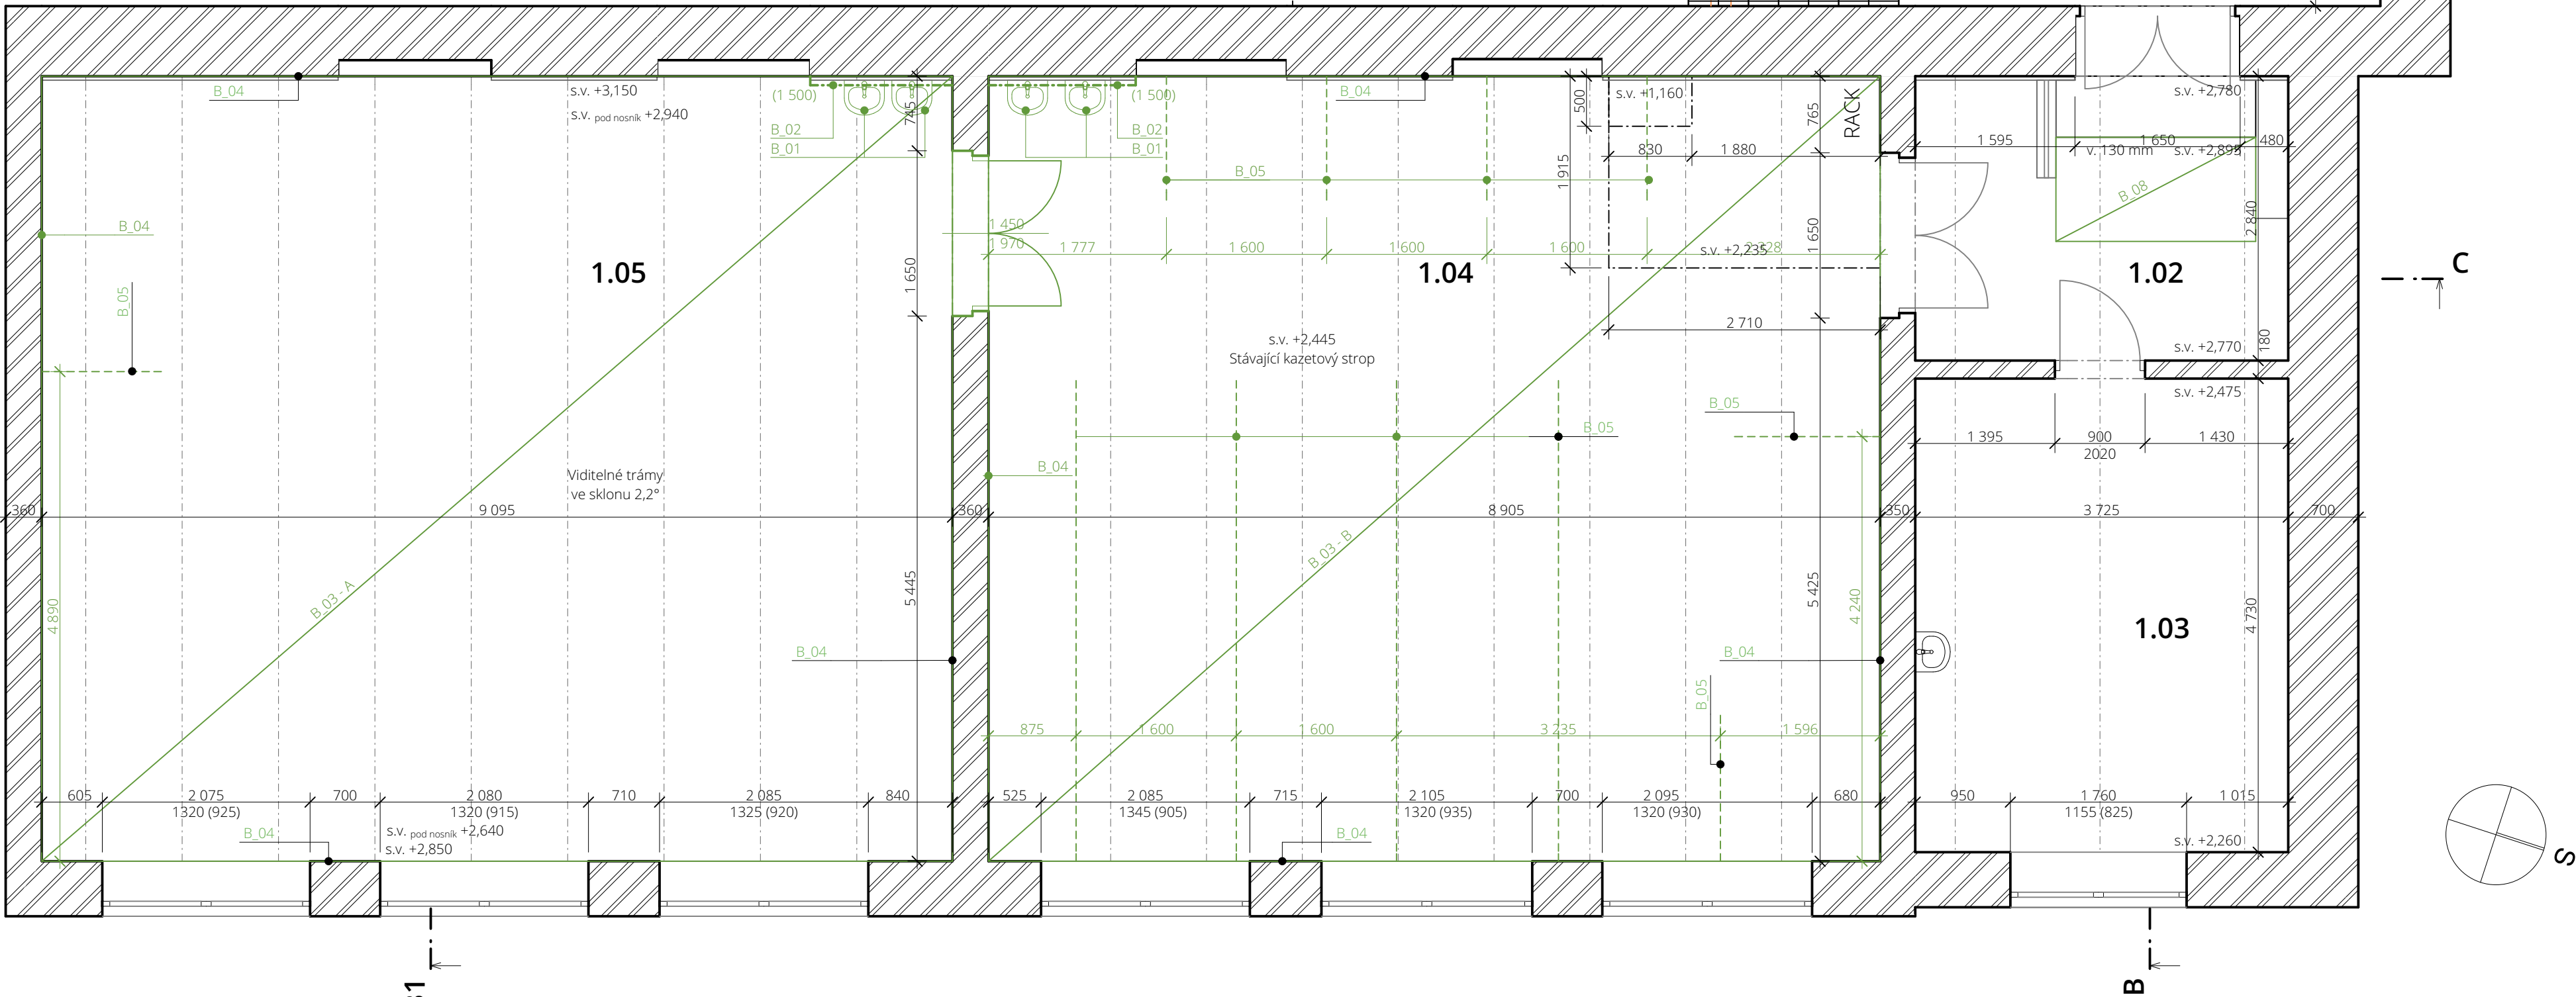 B_04
s.v. +3,150
s.v. pod nosník +2,940
(1 500)
B_02
B_01
745
(1 500)
B_02
B_01
B_04
500
s.v. +1,160
765
RACK
s.v. +2,780
830
1 880
1 595
1 650
480
v. 130 mm
s.v. +2,895
B_05
1 915
B_08
B_04
1 450
1 970
1 777
1 600
1 600
1 600
s.v. +2,235
1 650
2 840
1.05
1 650
1.04
1.02
C
B_05
2 710
s.v. +2,445
Stávající kazetový strop
s.v. +2,770
180
s.v. +2,475
B_05
B_05
1 395
900
1 430
2020
B_04
Viditelné trámy
ve sklonu 2,2°
360
9 095
360
8 905
350
3 725
700
B_03 - A
B_03 - B
4 890
5 445
5 425
4 240
4 730
1.03
B_04
B_04
B_05
875
1 600
1 600
3 235
1 596
605
2 075
700
2 080
710
2 085
840
525
2 085
715
2 105
700
2 095
680
950
1 760
1 015
1320 (925)
1320 (915)
1325 (920)
1345 (905)
1320 (935)
1320 (930)
1155 (825)
B_04
s.v. pod nosník +2,640
s.v. +2,850
B_04
s.v. +2,260
S
B